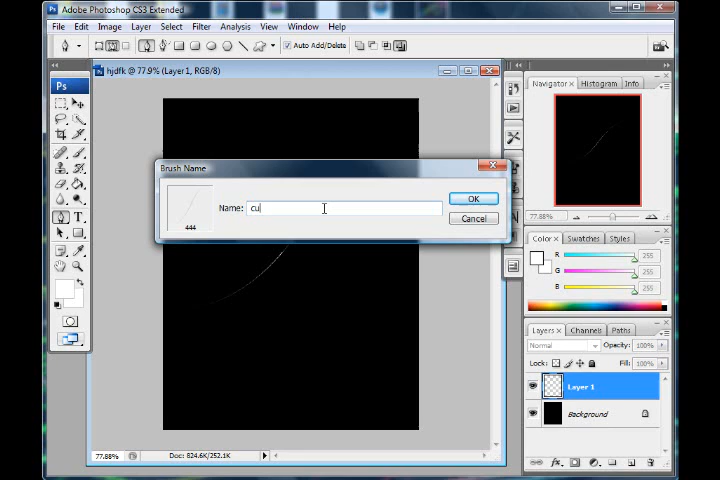 Adobe Photoshop CS3 Extended
File Edit Image Layer Select Filter Analysis View Window Help
Auto Add/Delete
hjdfk @ 77.9% (Layer1, RGB/8)
Ps
T
Brush Name
444
Name: cu
OK
Cancel
Navigator Histogram Info
77.88%
Color Swatches Styles
R 255
G 255
B 255
Layers Channels Paths
Normal Opacity: 100%
Lock: Fill: 100%
Layer 1
Background
77.88% Doc: 824.6K/252.1K